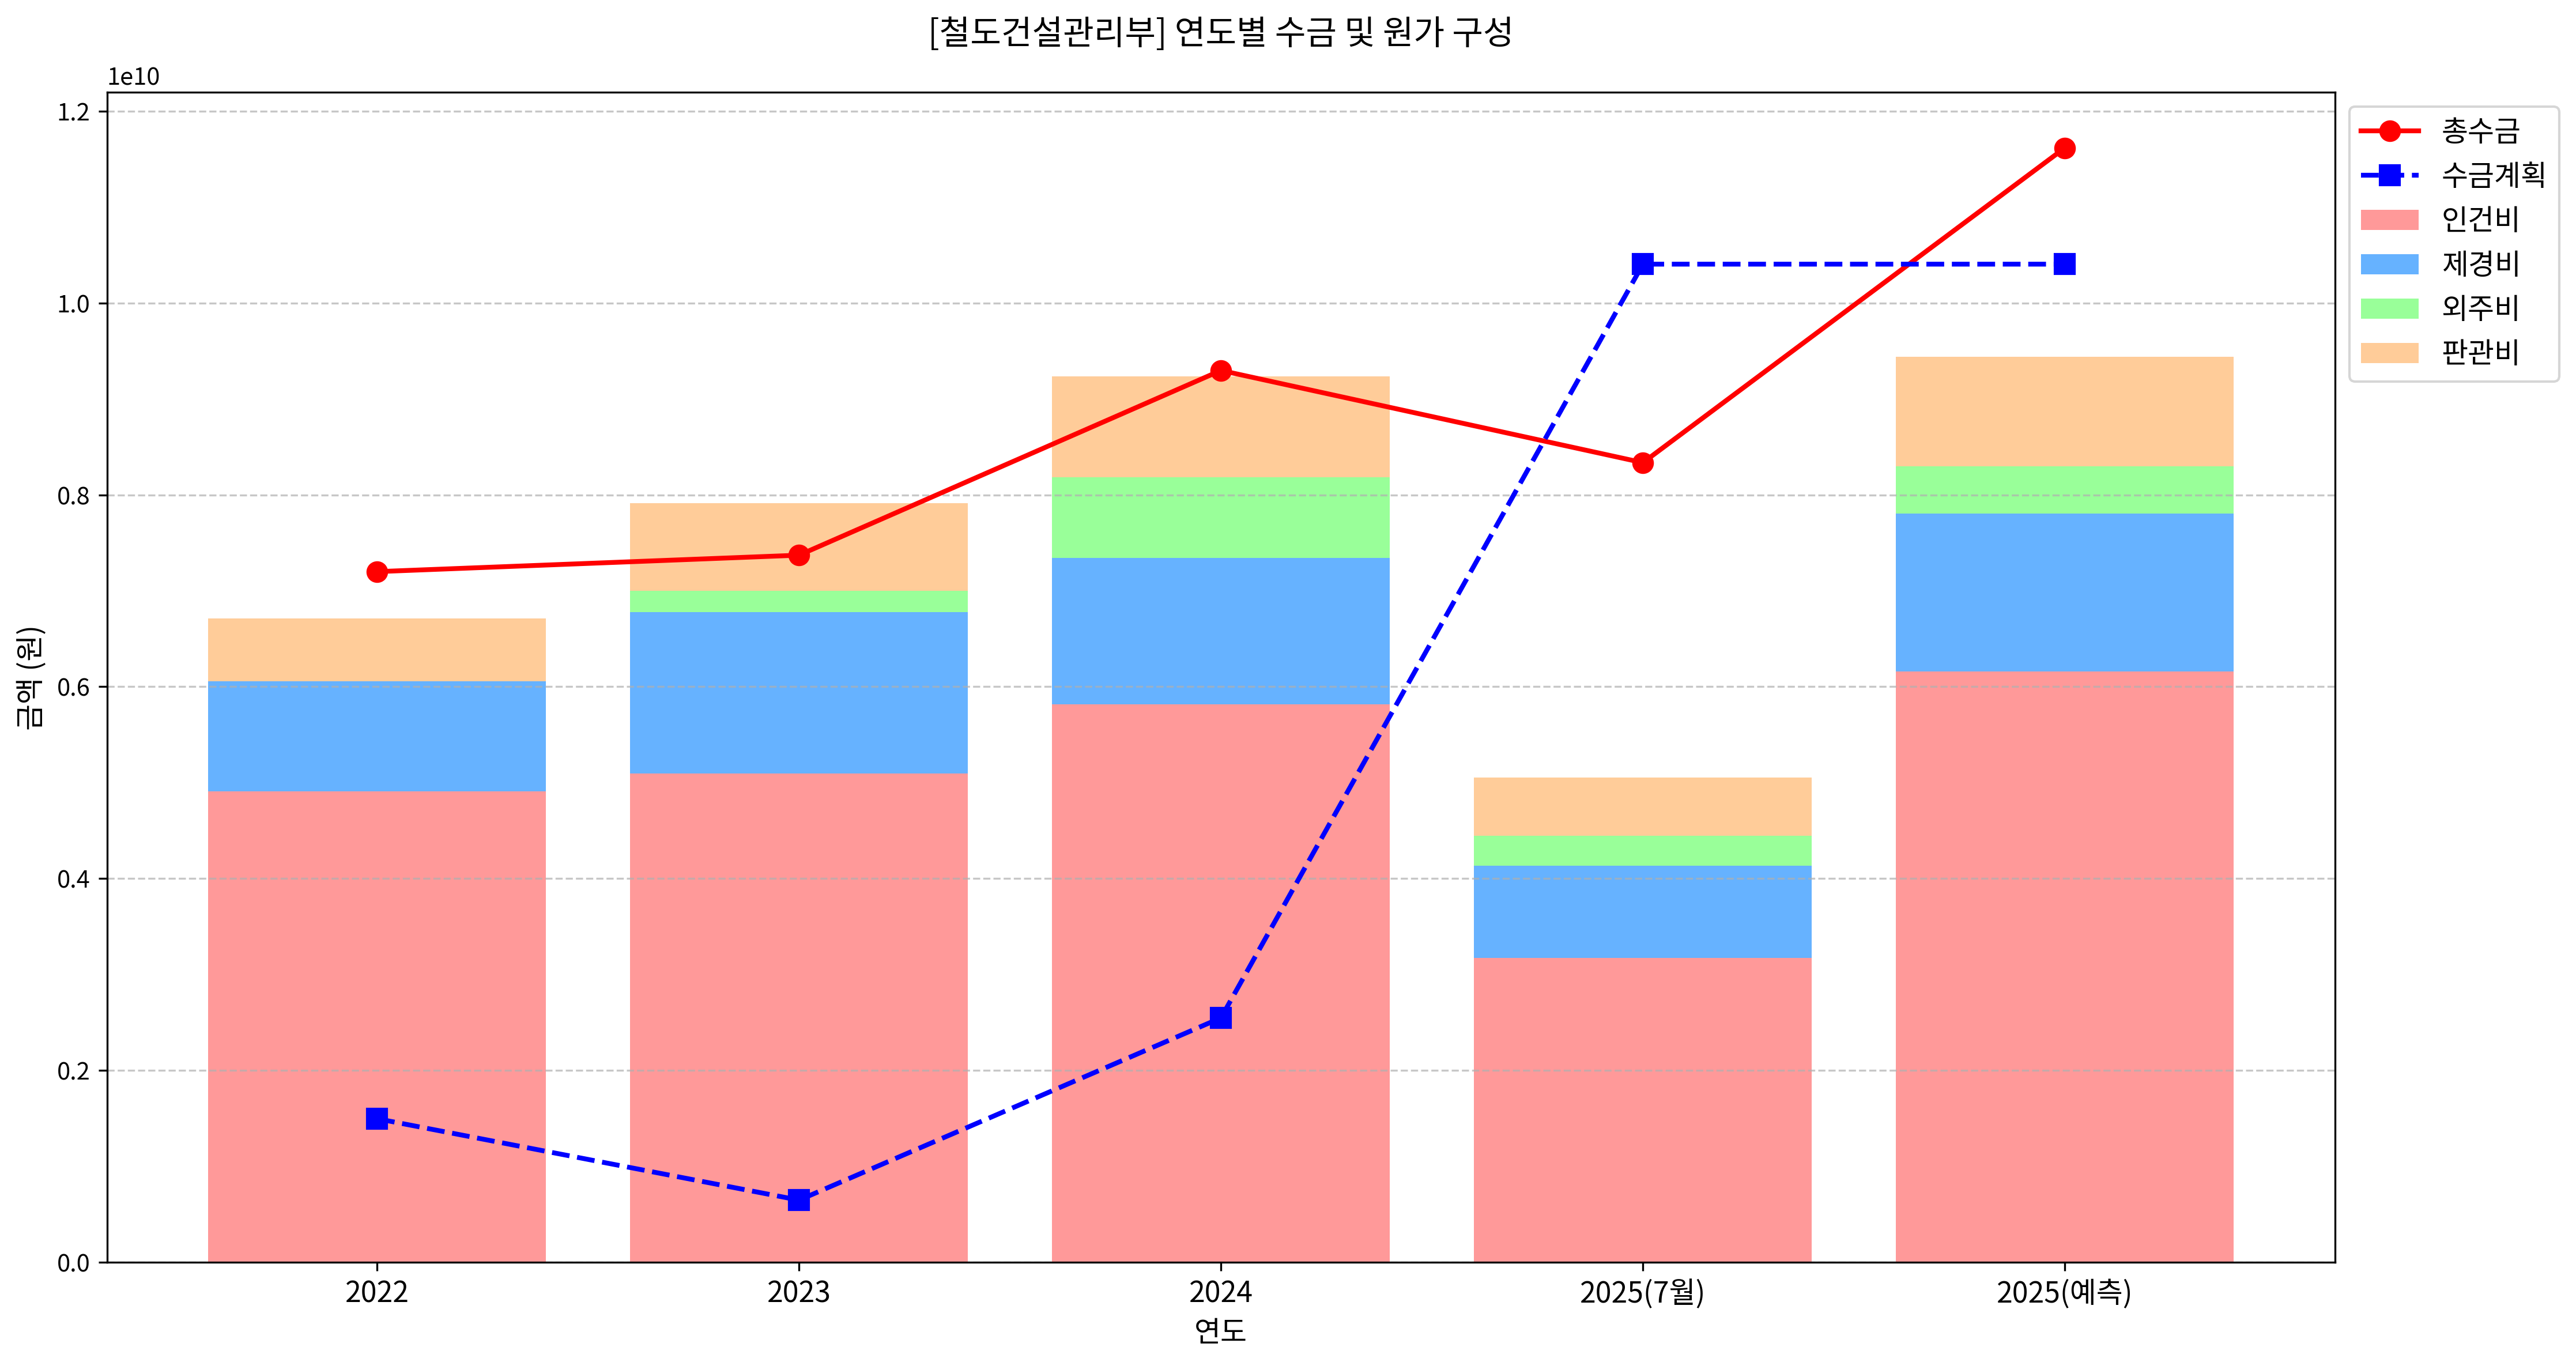 [철도건설관리부] 연도별 수금 및 원가 구성
1e10
1.2
1.0
0.8
0.6
0.4
0.2
0.0
금액 (원)
2022
2023
2024
2025(7월)
2025(예측)
연도
총수금
수금계획
인건비
제경비
외주비
판관비